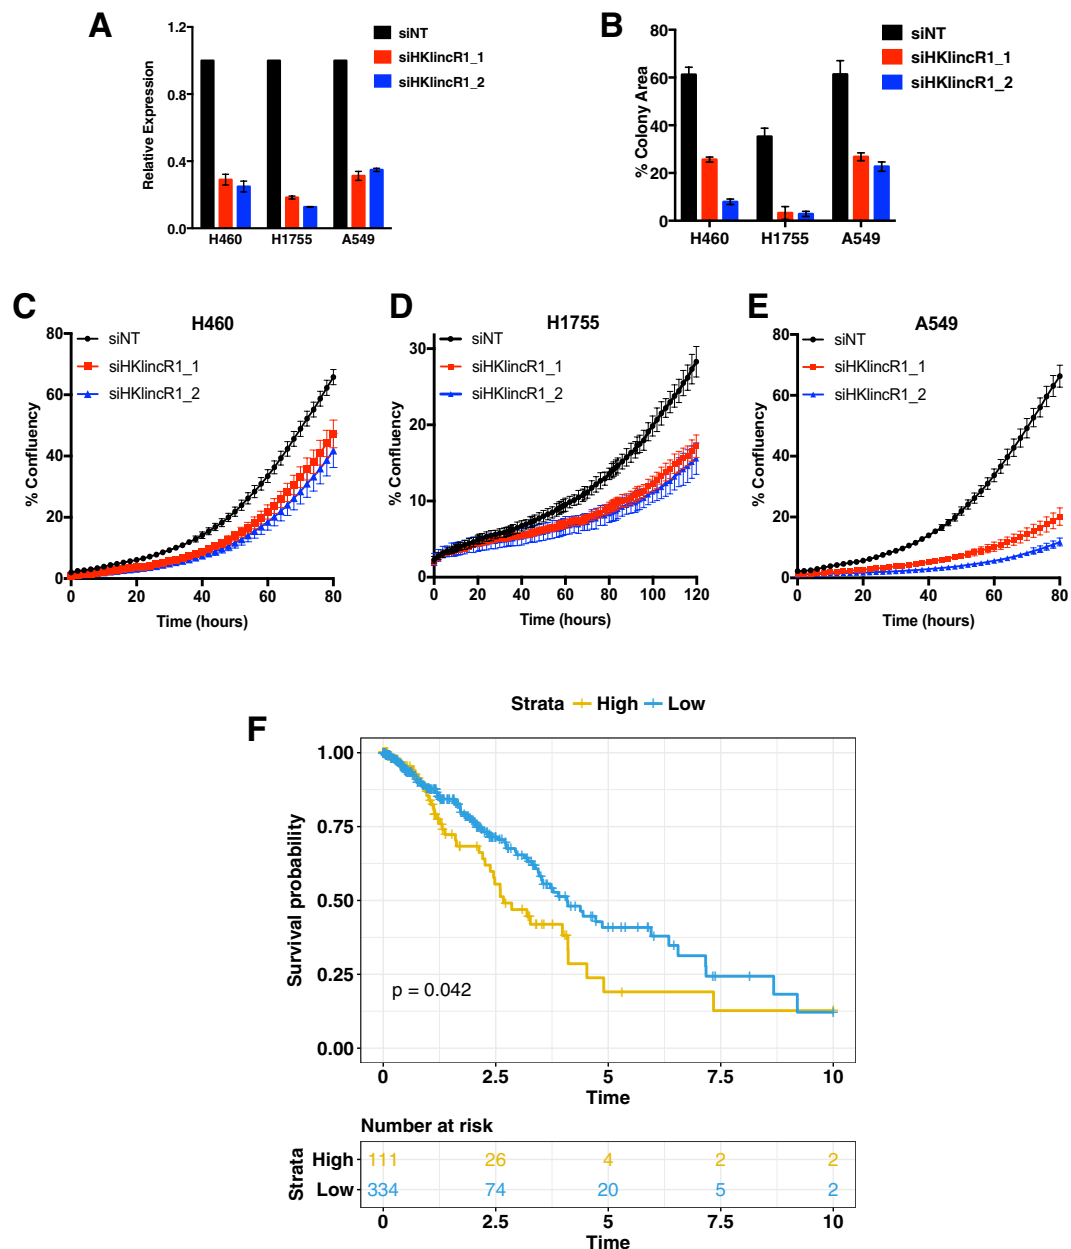 A
siNT
siHKlincR1_1
siHKlincR1_2
Relative Expression
1.2
0.8
0.4
0.0
H460 H1755 A549
B
siNT
siHKlincR1_1
siHKlincR1_2
% Colony Area
80
60
40
20
0
H460 H1755 A549
C
H460
siNT
siHKlincR1_1
siHKlincR1_2
% Confluency
80
60
40
20
0
0 20 40 60 80
Time (hours)
D
H1755
siNT
siHKlincR1_1
siHKlincR1_2
% Confluency
30
20
10
0
0 20 40 60 80 100 120
Time (hours)
E
A549
siNT
siHKlincR1_1
siHKlincR1_2
% Confluency
80
60
40
20
0
0 20 40 60 80
Time (hours)
F
Strata High Low
Survival probability
1.00
0.75
0.50
0.25
0.00
p = 0.042
0 2.5 5 7.5 10
Time
Number at risk
Strata
High 111 26 4 2 2
Low 334 74 20 5 2
0 2.5 5 7.5 10
Time